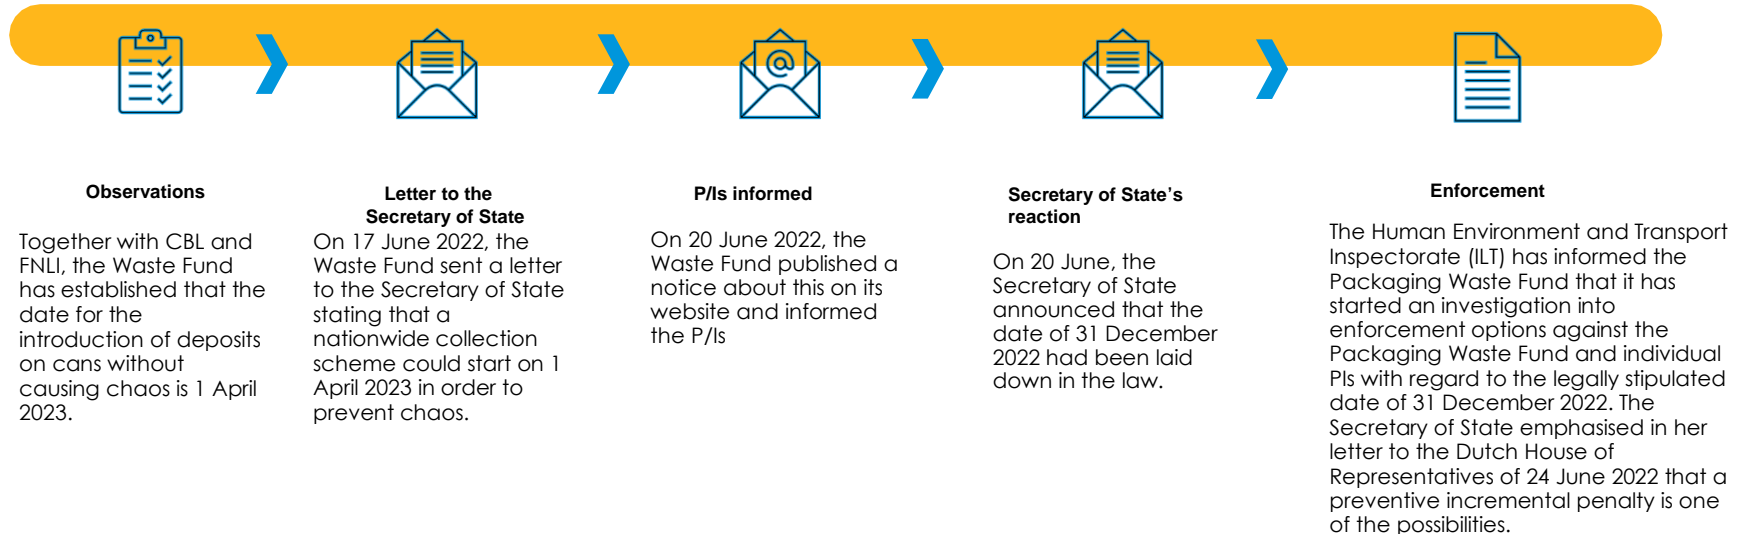 Observations
Together with CBL and
FNLI, the Waste Fund
has established that the
date for the
introduction of deposits
on cans without
causing chaos is 1 April
2023.
Letter to the
Secretary of State
On 17 June 2022, the
Waste Fund sent a letter
to the Secretary of State
stating that a
nationwide collection
scheme could start on 1
April 2023 in order to
prevent chaos.
P/Is informed
On 20 June 2022, the
Waste Fund published a
notice about this on its
website and informed
the P/Is
Secretary of State's
reaction
On 20 June, the
Secretary of State
announced that the
date of 31 December
2022 had been laid
down in the law.
Enforcement
The Human Environment and Transport
Inspectorate (ILT) has informed the
Packaging Waste Fund that it has
started an investigation into
enforcement options against the
Packaging Waste Fund and individual
PIs with regard to the legally stipulated
date of 31 December 2022. The
Secretary of State emphasised in her
letter to the Dutch House of
Representatives of 24 June 2022 that a
preventive incremental penalty is one
of the possibilities.